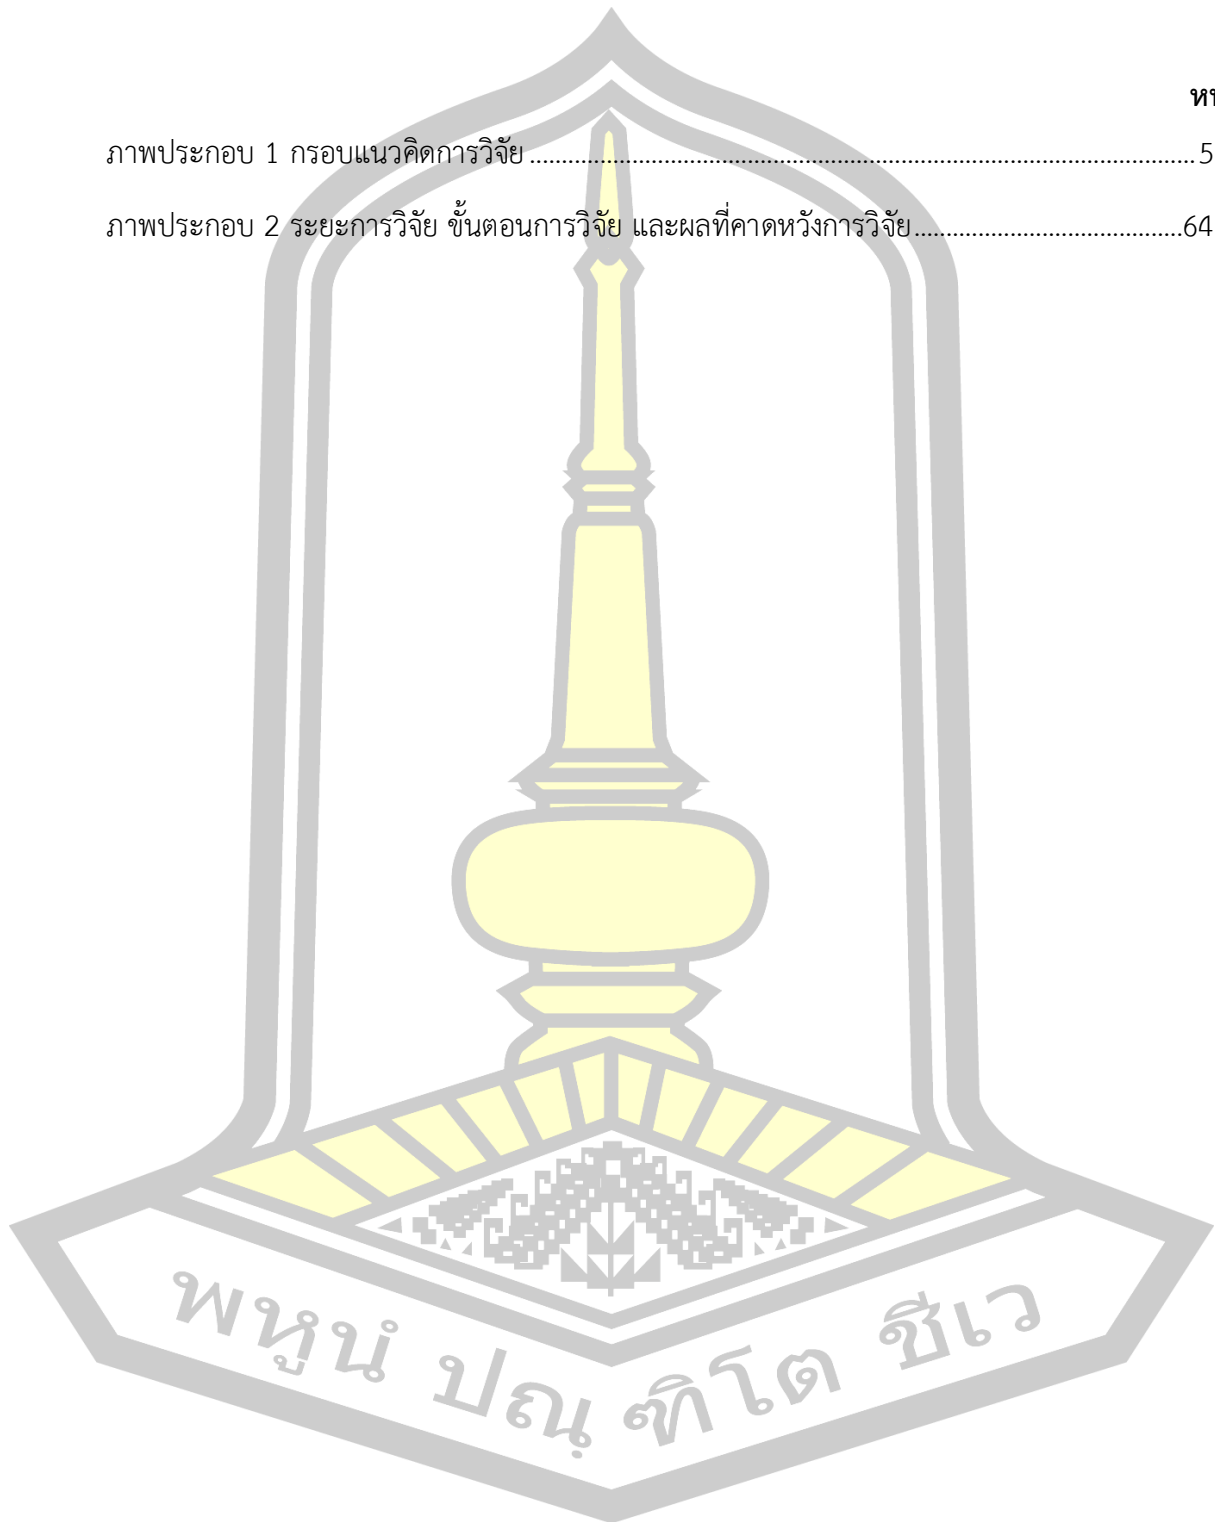 ภาพประกอบ 1 กรอบแนวคิดการวิจัย...5
ภาพประกอบ 2 ระยะการวิจัย ขั้นตอนการวิจัย และผลที่คาดหวังการวิจัย...64
พหูนํ ปณฺ ฑิโต ชีเว